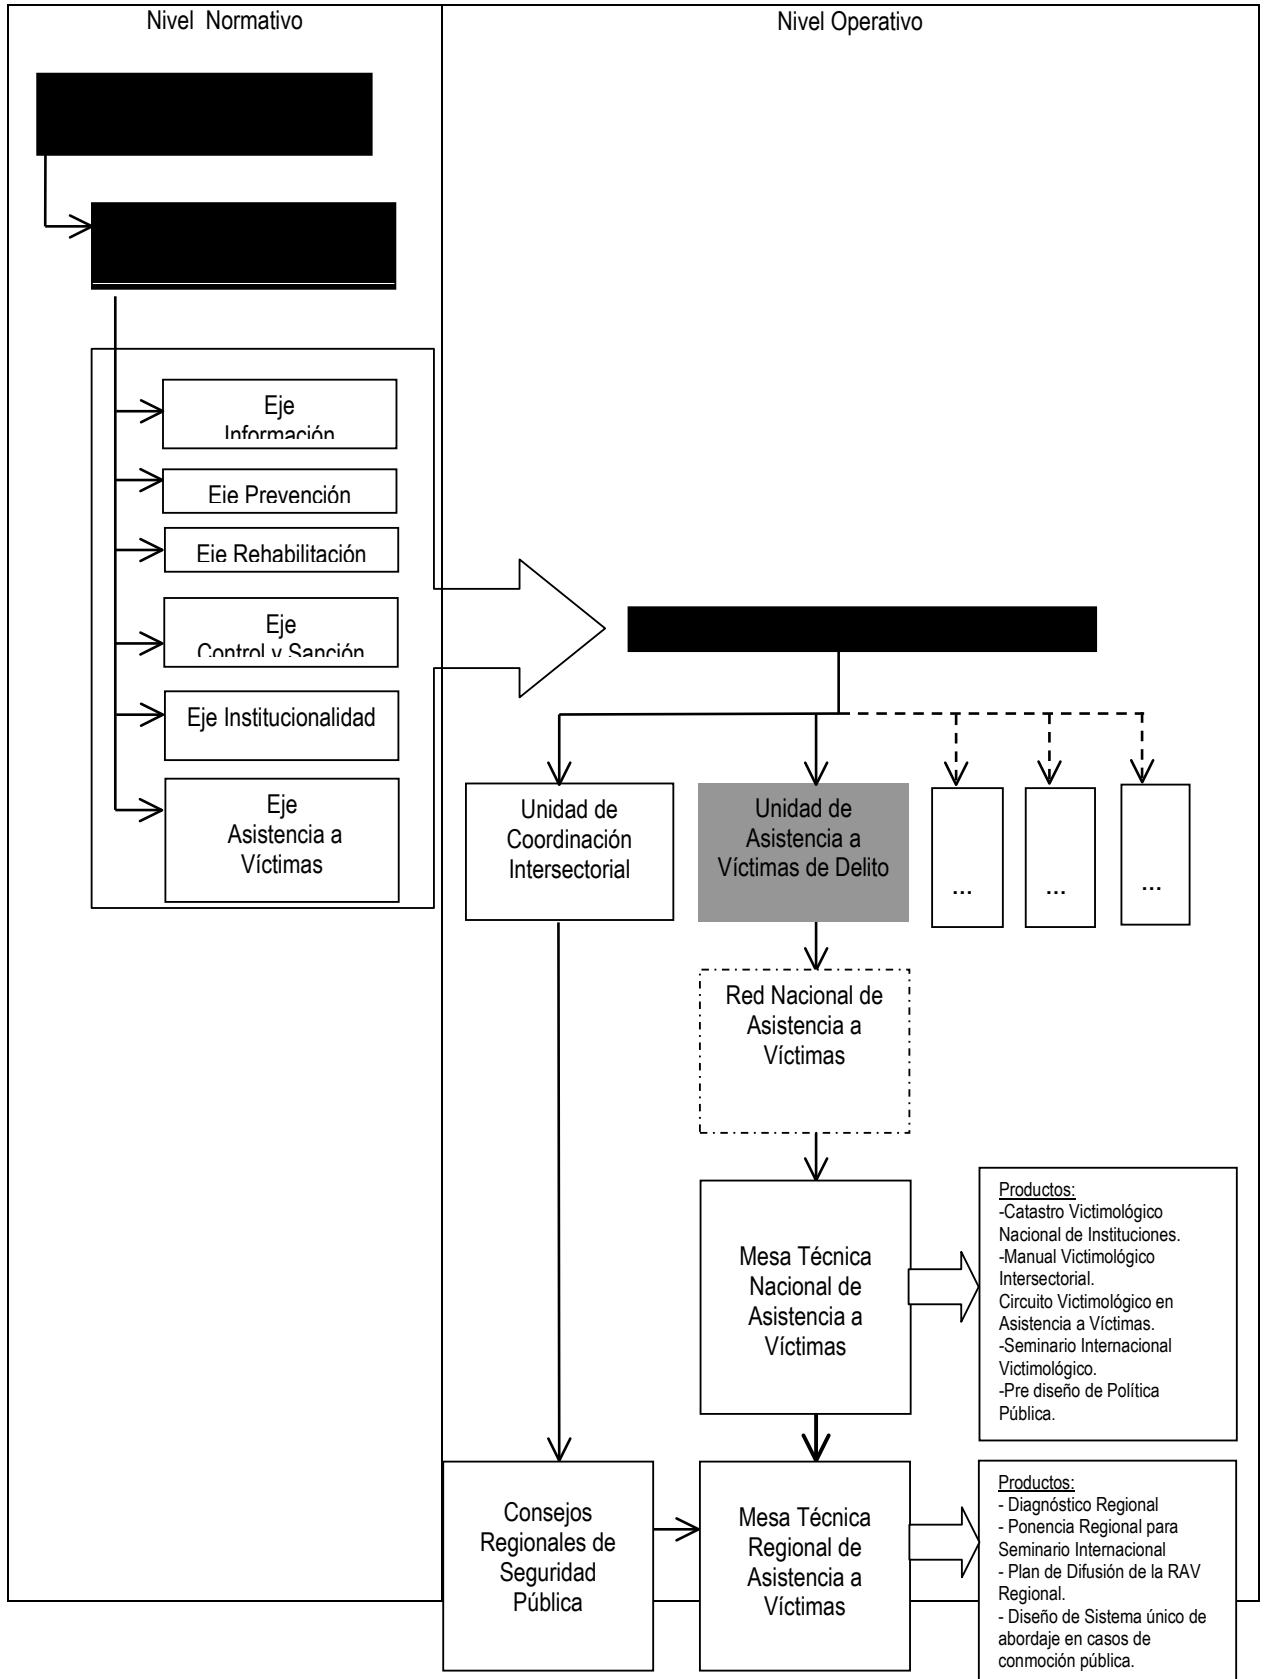 Nivel Normativo
Nivel Operativo
Eje
Información
Eje Prevención
Eje Rehabilitación
Eje
Control y Sanción
Eje Institucionalidad
Eje
Asistencia a
Víctimas
Unidad de
Coordinación
Intersectorial
Unidad de
Asistencia a
Víctimas de Delito
...
...
...
Red Nacional de
Asistencia a
Víctimas
Mesa Técnica
Nacional de
Asistencia a
Víctimas
Productos:
-Catastro Victimológico
Nacional de Instituciones.
-Manual Victimológico
Intersectorial.
Circuito Victimológico en
Asistencia a Víctimas.
-Seminario Internacional
Victimológico.
-Pre diseño de Política
Pública.
Consejos
Regionales de
Seguridad
Pública
Mesa Técnica
Regional de
Asistencia a
Víctimas
Productos:
- Diagnóstico Regional
- Ponencia Regional para
Seminario Internacional
- Plan de Difusión de la RAV
Regional.
- Diseño de Sistema único de
abordaje en casos de
conmoción pública.